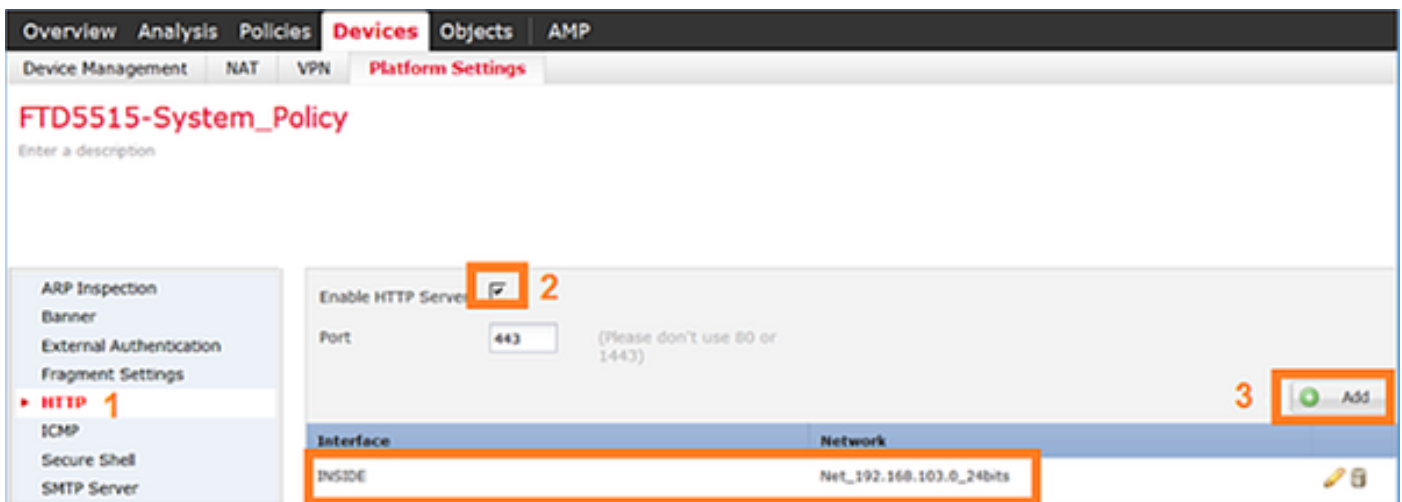 Overview Analysis Policies Devices Objects AMP
Device Management NAT VPN Platform Settings
FTD5515-System_Policy
Enter a description
ARP Inspection
Banner
External Authentication
Fragment Settings
HTTP 1
ICMP
Secure Shell
SMTP Server
Enable HTTP Server 2
Port 443 (Please don't use 80 or
1443)
3 Add
Interface Network
INSIDE Net_192.168.103.0_24bits